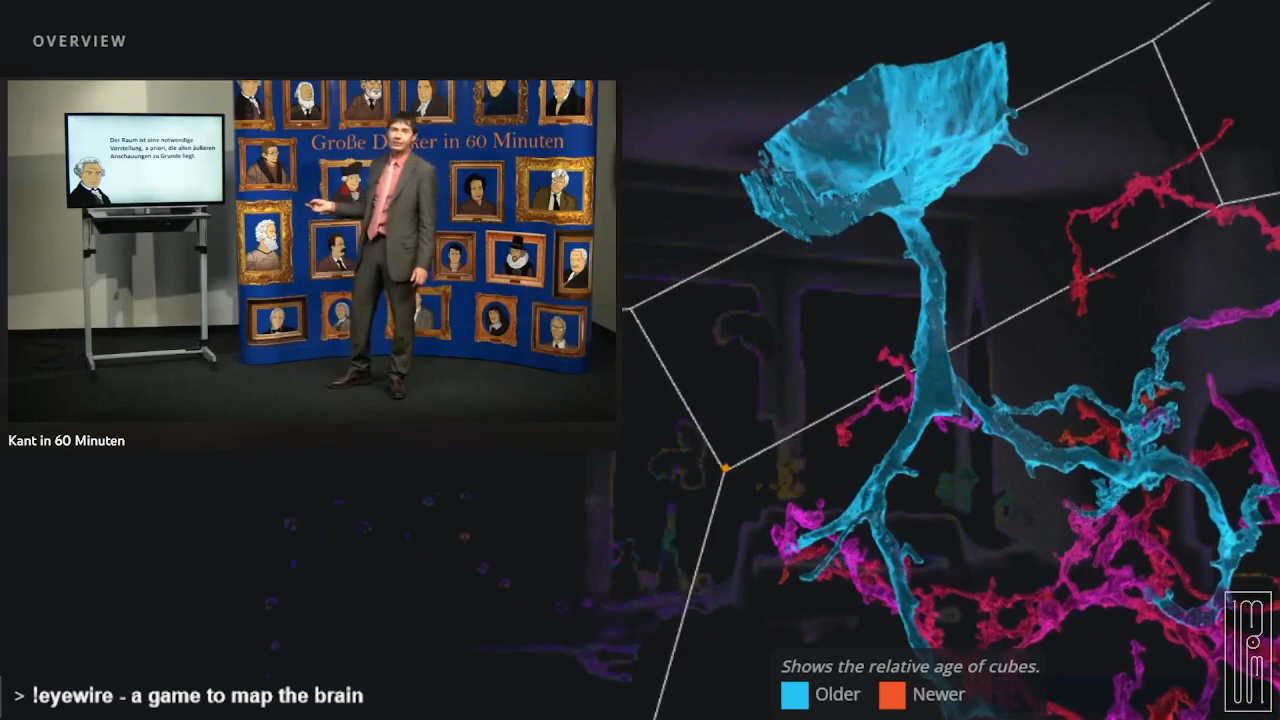 OVERVIEW
Große D ker in 60 Minuten
Der Raum ist eine notwendige
Vorstellung, a priori, die allen äußeren
Anschauungen zu Grunde liegt.
Kant in 60 Minuten
Shows the relative age of cubes.
Older
Newer
> !eyewire - a game to map the brain